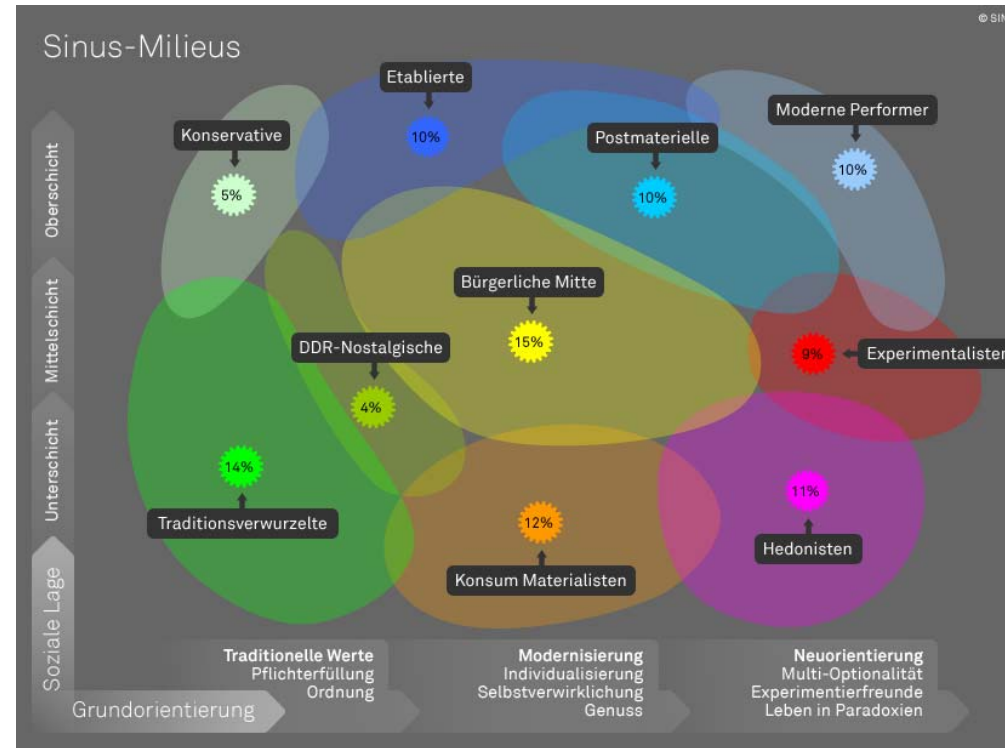 © SIN
Sinus-Milieus
Etablierte
10%
Konservative
5%
Postmaterielle
10%
Moderne Performer
10%
Bürgerliche Mitte
15%
DDR-Nostalgische
4%
9%
Experimentalisten
14%
Traditionsverwurzelte
12%
Konsum Materialisten
11%
Hedonisten
Oberschicht
Mittelschicht
Unterschicht
Soziale Lage
Grundorientierung
Traditionelle Werte
Pflichterfüllung
Ordnung
Modernisierung
Individualisierung
Selbstverwirklichung
Genuss
Neuorientierung
Multi-Optionalität
Experimentierfreunde
Leben in Paradoxien